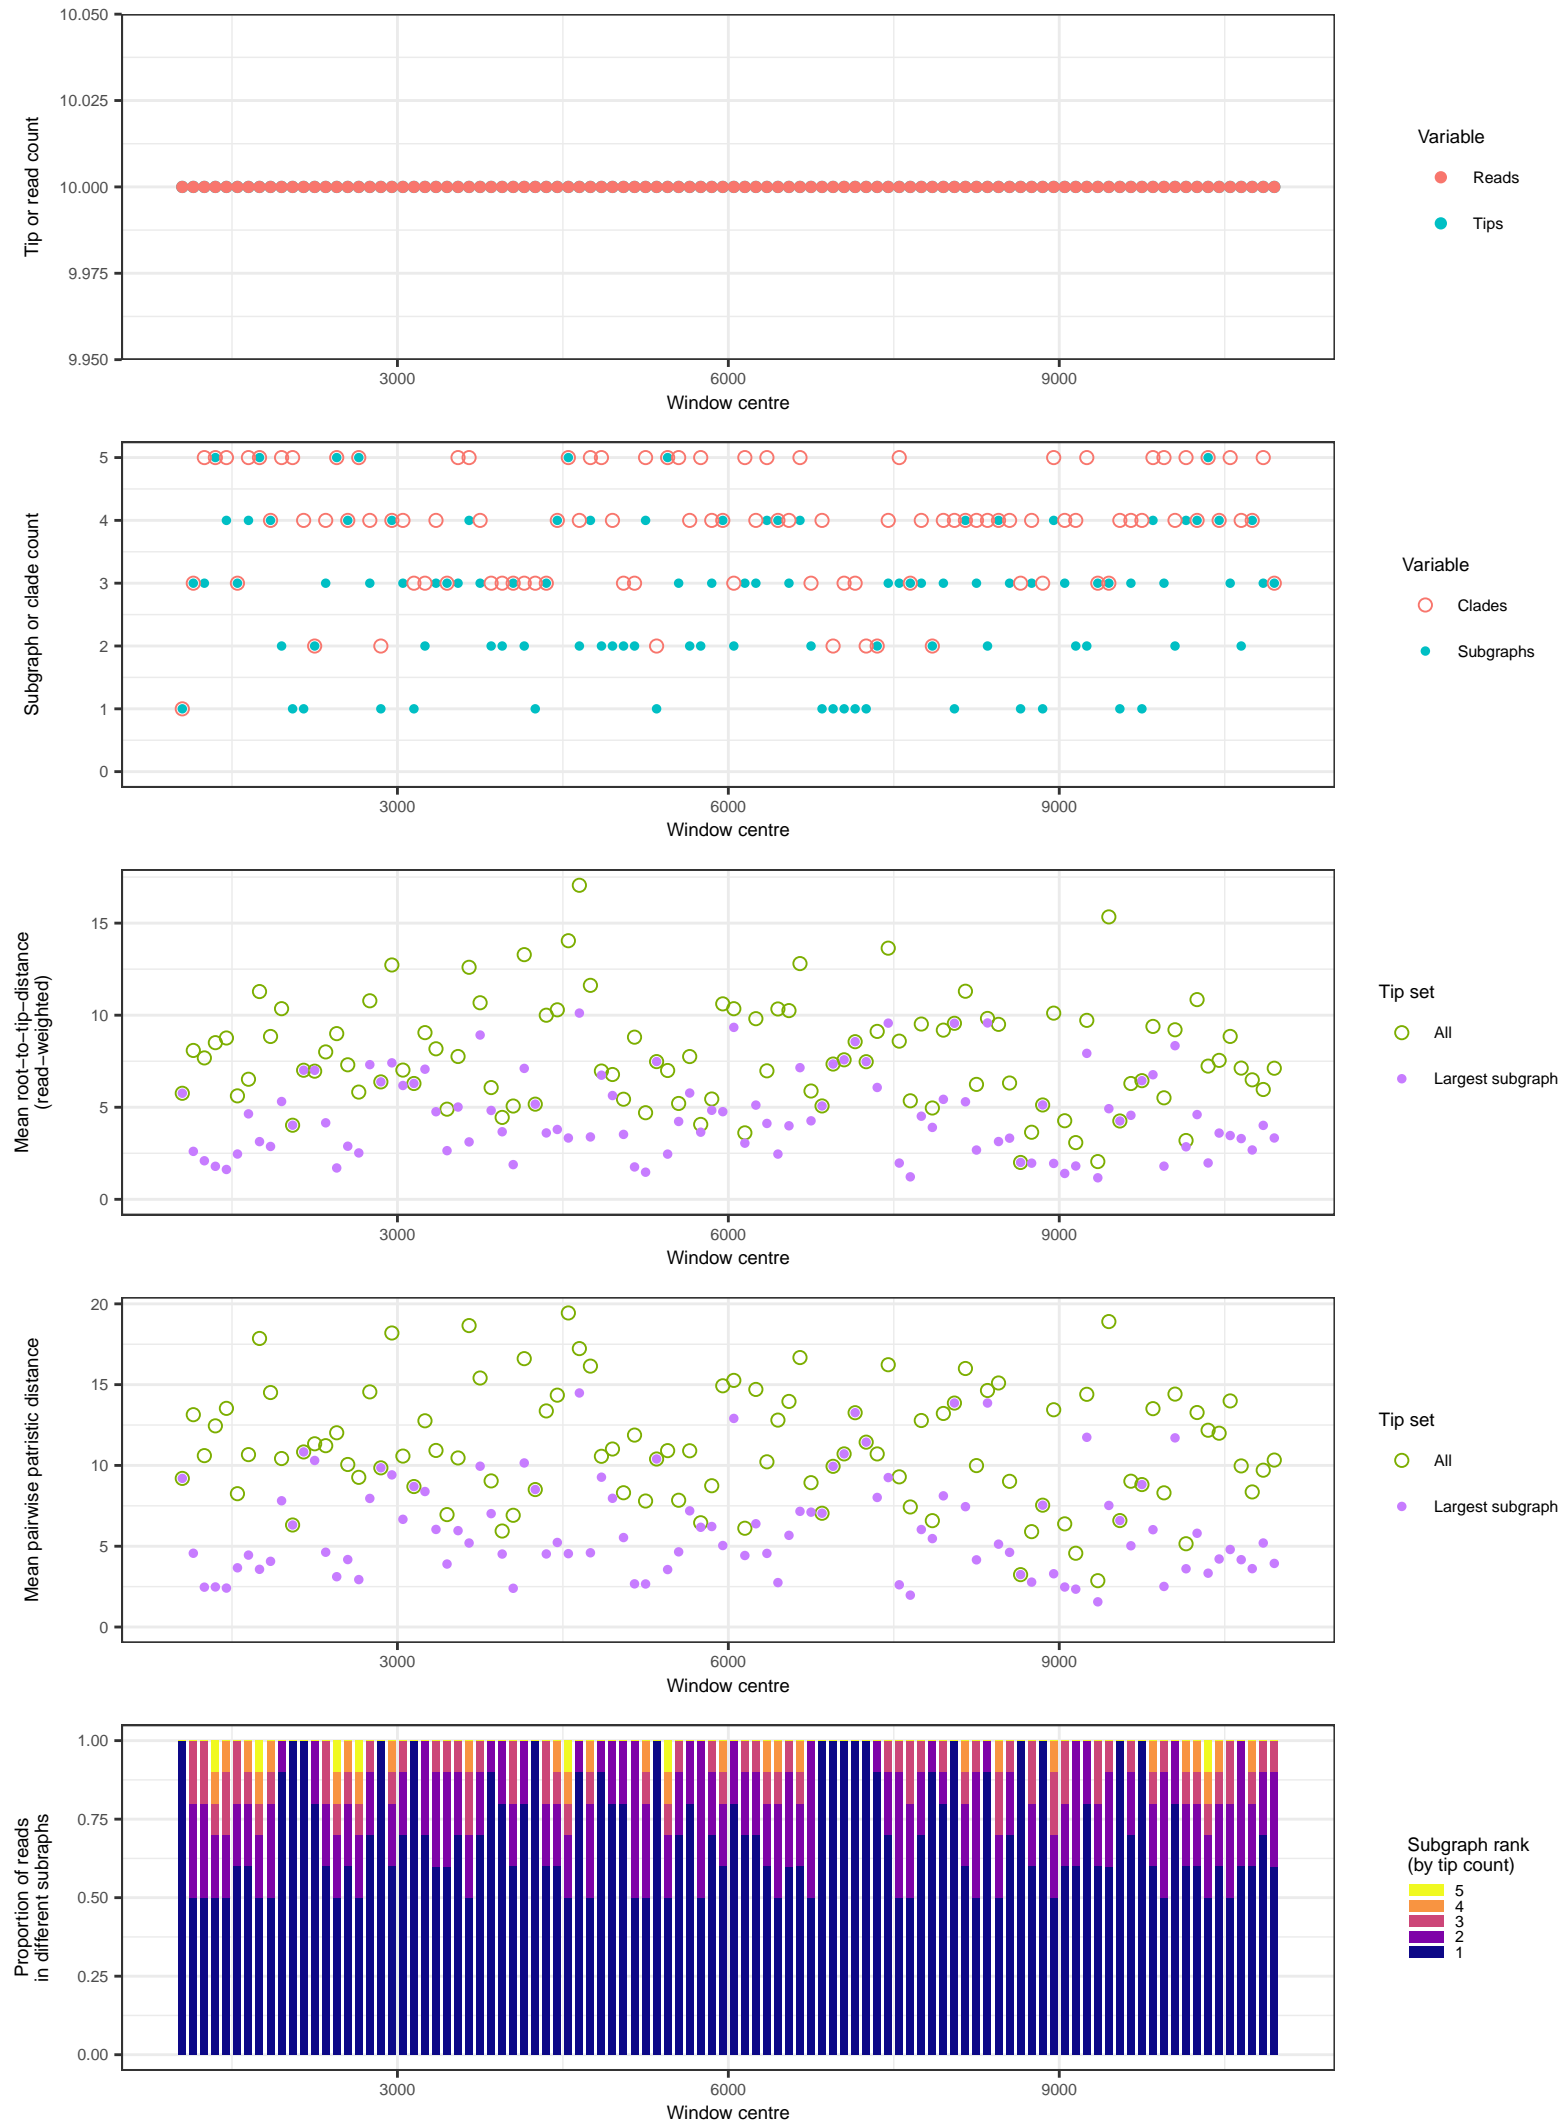 10.050
10.025
10.000
9.975
9.950
Tip or read count
3000 6000 9000
Window centre
Variable
Reads
Tips
5
4
3
2
1
0
Subgraph or clade count
3000 6000 9000
Window centre
Variable
Clades
Subgraphs
15
10
5
0
Mean root−to−tip−distance
(read−weighted)
3000 6000 9000
Window centre
Tip set
All
Largest subgraph
20
15
10
5
0
Mean pairwise patristic distance
3000 6000 9000
Window centre
Tip set
All
Largest subgraph
1.00
0.75
0.50
0.25
0.00
Proportion of reads
in different subraphs
3000 6000 9000
Window centre
Subgraph rank
(by tip count)
5
4
3
2
1